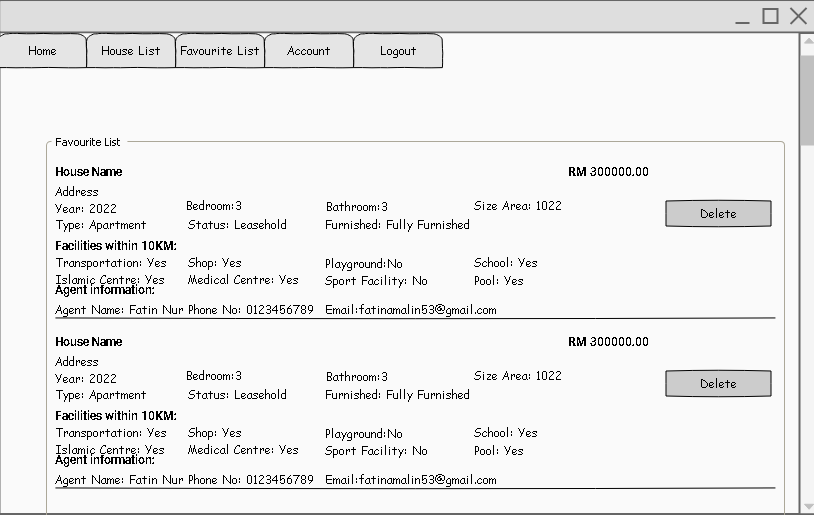 Home House List Favourite List Account Logout
Favourite List
House Name RM 300000.00
Address
Year: 2022 Bedroom:3 Bathroom:3 Size Area: 1022 Delete
Type: Apartment Status: Leasehold Furnished: Fully Furnished
Facilities within 10KM:
Transportation: Yes Shop: Yes Playground:No School: Yes
Islamic Centre: Yes Medical Centre: Yes Sport Facility: No Pool: Yes
Agent information:
Agent Name: Fatin Nur Phone No: 0123456789 Email:fatinamalin53@gmail.com
House Name RM 300000.00
Address
Year: 2022 Bedroom:3 Bathroom:3 Size Area: 1022 Delete
Type: Apartment Status: Leasehold Furnished: Fully Furnished
Facilities within 10KM:
Transportation: Yes Shop: Yes Playground:No School: Yes
Islamic Centre: Yes Medical Centre: Yes Sport Facility: No Pool: Yes
Agent information:
Agent Name: Fatin Nur Phone No: 0123456789 Email:fatinamalin53@gmail.com